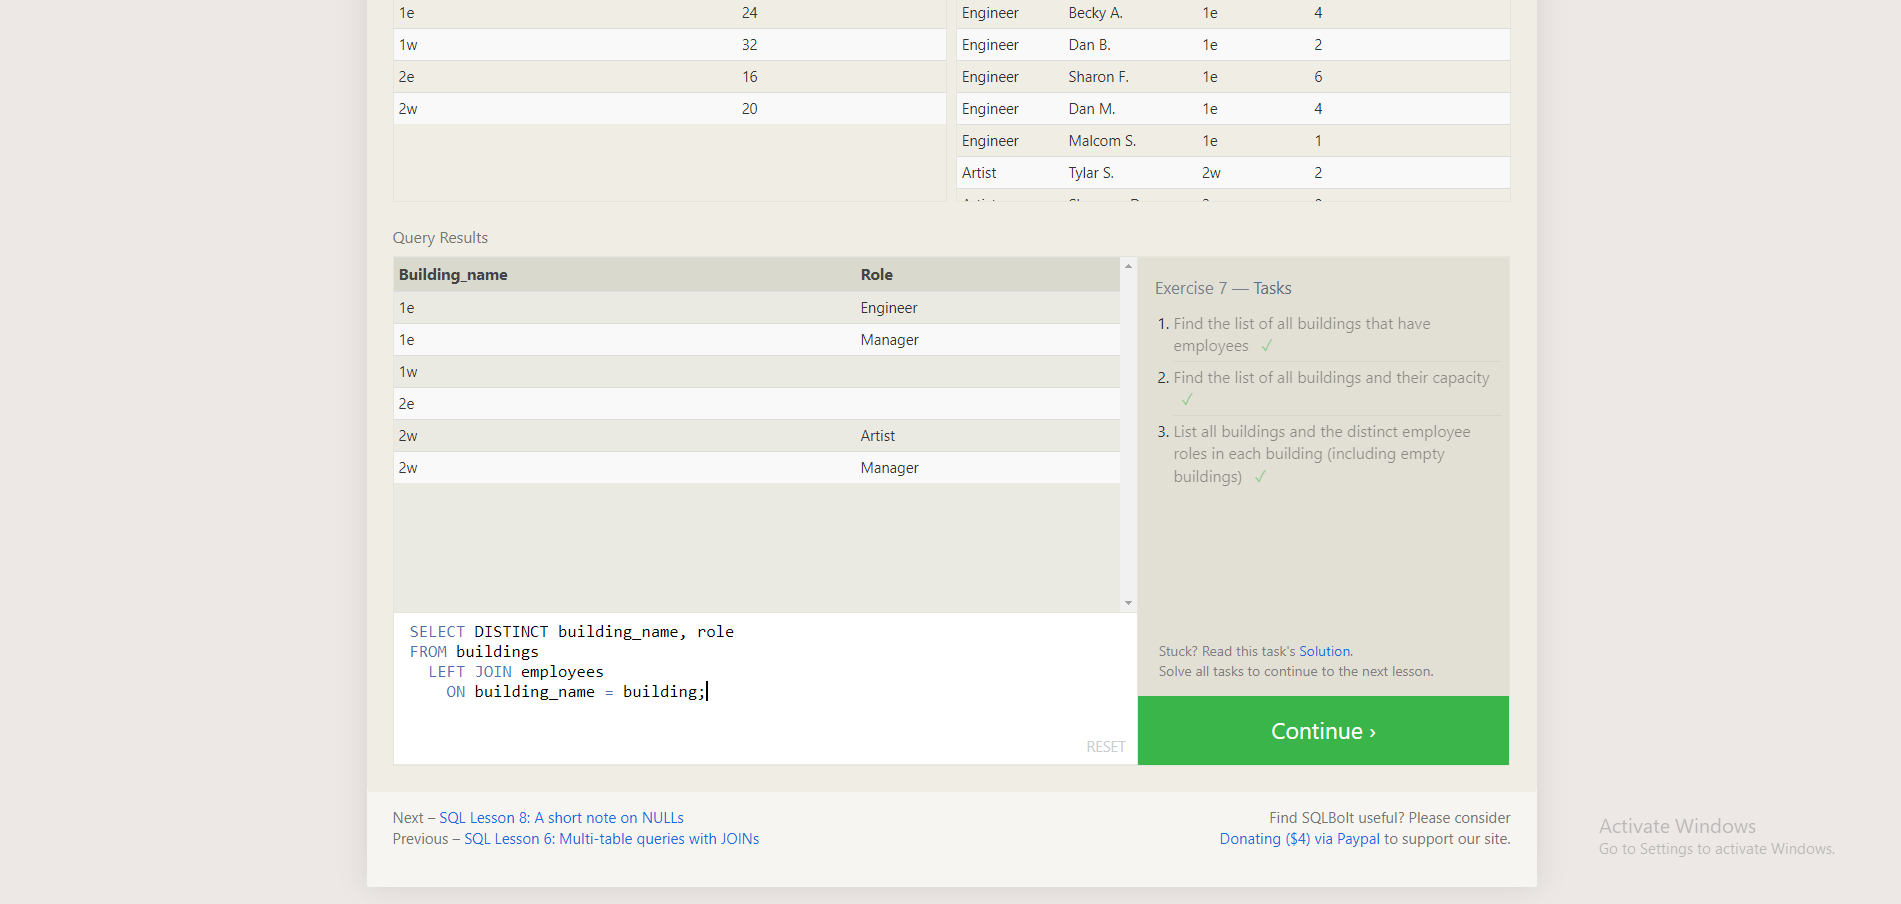 1e 24
1w 32
2e 16
2w 20
Engineer Becky A. 1e 4
Engineer Dan B. 1e 2
Engineer Sharon F. 1e 6
Engineer Dan M. 1e 4
Engineer Malcom S. 1e 1
Artist Tylar S. 2w 2
Query Results
Building_name Role
1e Engineer
1e Manager
1w
2e
2w Artist
2w Manager
SELECT DISTINCT building_name, role
FROM buildings
LEFT JOIN employees
ON building_name = building;
RESET
Exercise 7 — Tasks
1. Find the list of all buildings that have
employees ✓
2. Find the list of all buildings and their capacity
✓
3. List all buildings and the distinct employee
roles in each building (including empty
buildings) ✓
Stuck? Read this task's Solution.
Solve all tasks to continue to the next lesson.
Continue ›
Next – SQL Lesson 8: A short note on NULLs
Previous – SQL Lesson 6: Multi-table queries with JOINs
Find SQLBolt useful? Please consider
Donating ($4) via Paypal to support our site.
Activate Windows
Go to Settings to activate Windows.